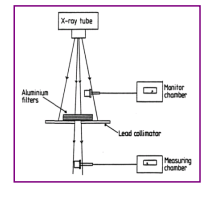 X-ray tube
Monitor
chamber
Aluminium
filters
Lead collimator
Measuring
chamber